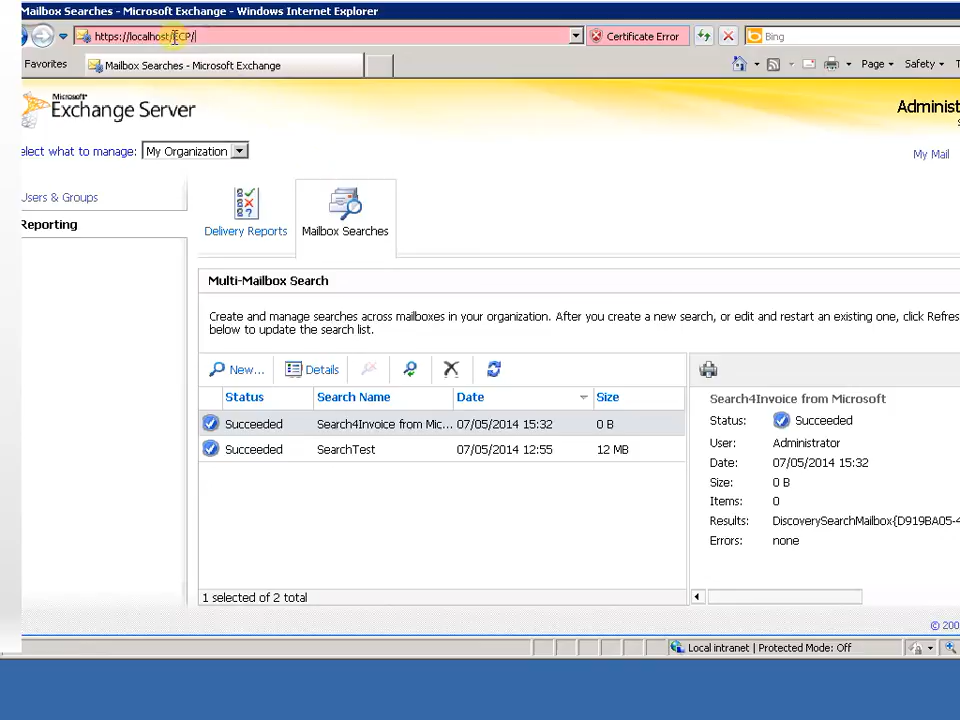 Mailbox Searches - Microsoft Exchange - Windows Internet Explorer
https://localhost/ECP/
Certificate Error
Bing
Favorites
Mailbox Searches - Microsoft Exchange
Page
Safety
Microsoft
Exchange Server
Administ
elect what to manage: My Organization
My Mail
Users & Groups
Reporting
Delivery Reports
Mailbox Searches
Multi-Mailbox Search
Create and manage searches across mailboxes in your organization. After you create a new search, or edit and restart an existing one, click Refres
below to update the search list.
New...
Details
Status Search Name Date Size
Succeeded Search4Invoice from Mic... 07/05/2014 15:32 0 B
Succeeded SearchTest 07/05/2014 12:55 12 MB
1 selected of 2 total
Search4Invoice from Microsoft
Status: Succeeded
User: Administrator
Date: 07/05/2014 15:32
Size: 0 B
Items: 0
Results: DiscoverySearchMailbox{D919BA05-4
Errors: none
© 200
Local intranet | Protected Mode: Off